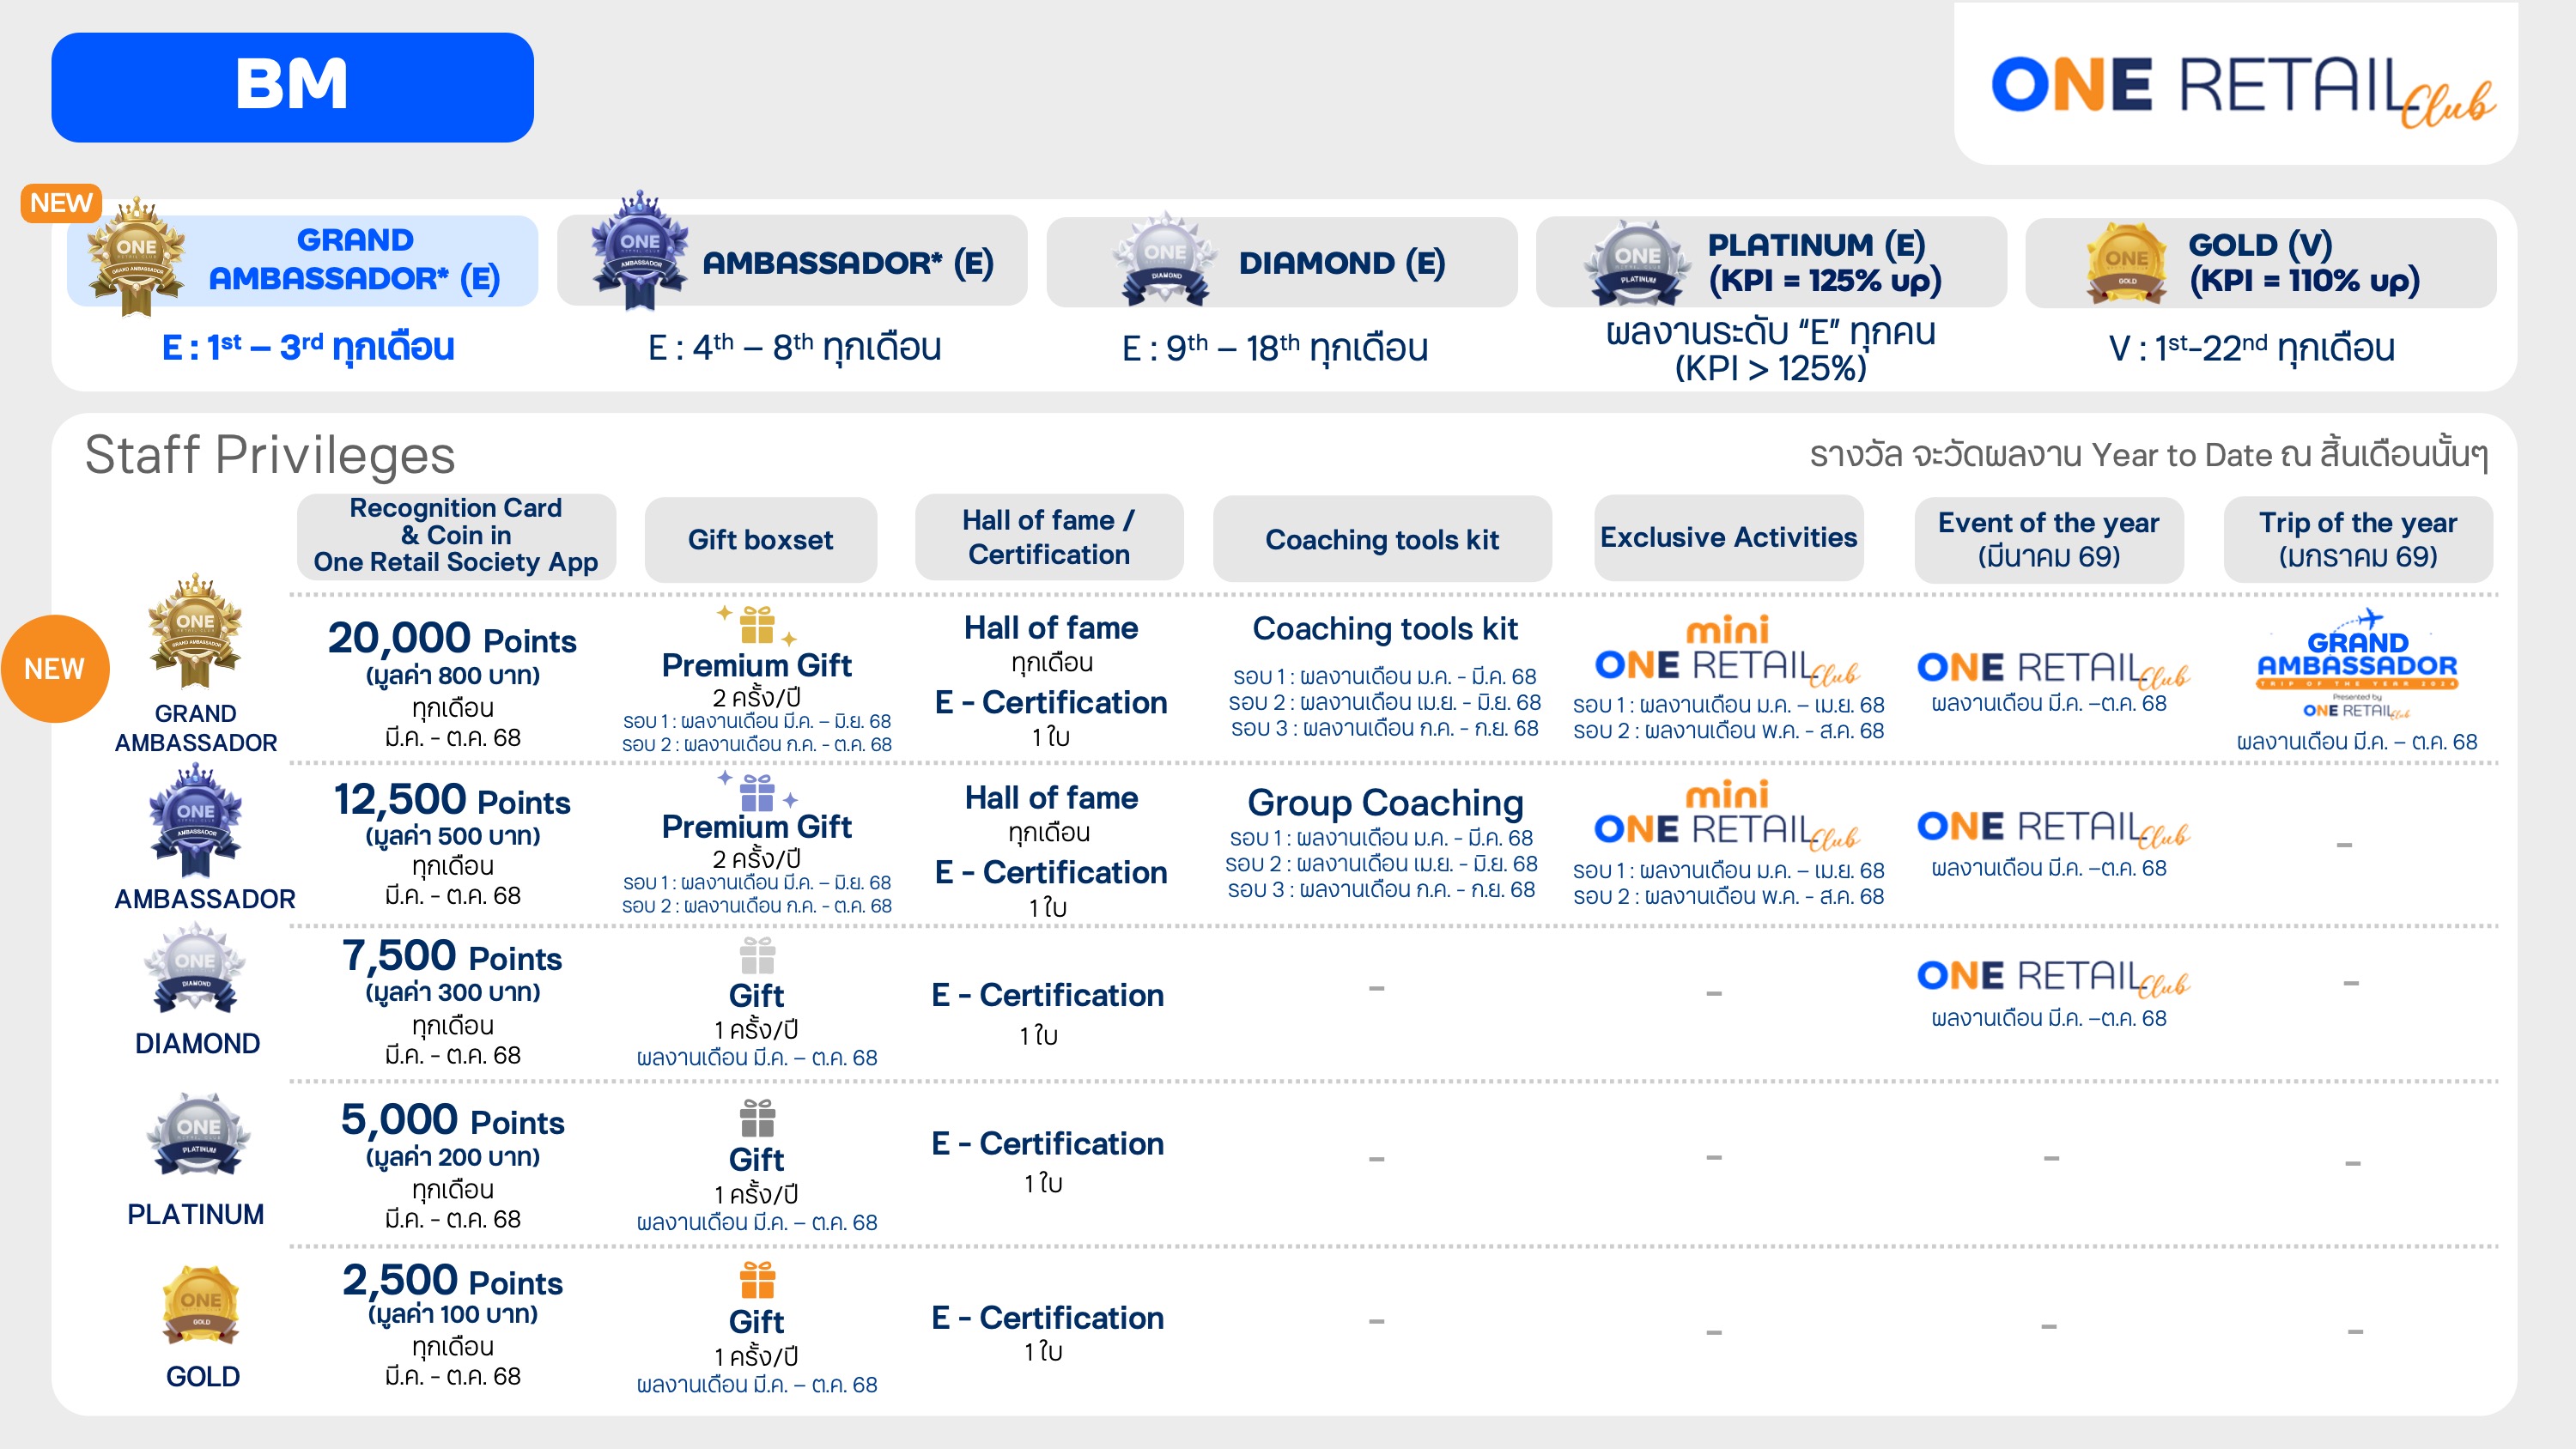 BM
ONE RETAIL Club
NEW
GRAND
AMBASSADOR* (E)
E : 1st – 3rd ทุกเดือน
AMBASSADOR* (E)
E : 4th – 8th ทุกเดือน
DIAMOND (E)
E : 9th – 18th ทุกเดือน
PLATINUM (E)
(KPI = 125% up)
ผลงานระดับ “E” ทุกคน
(KPI > 125%)
GOLD (V)
(KPI = 110% up)
V : 1st-22nd ทุกเดือน
Staff Privileges
รางวัล จะวัดผลงาน Year to Date ณ สิ้นเดือนนั้นๆ
Recognition Card
& Coin in
One Retail Society App
Gift boxset
Hall of fame /
Certification
Coaching tools kit
Exclusive Activities
Event of the year
(มีนาคม 69)
Trip of the year
(มกราคม 69)
NEW
ONE
GRAND AMBASSADOR
GRAND
AMBASSADOR
20,000 Points
(มูลค่า 800 บาท)
ทุกเดือน
มี.ค. - ต.ค. 68
Premium Gift
2 ครั้ง/ปี
รอบ 1 : ผลงานเดือน มี.ค. – มิ.ย. 68
รอบ 2 : ผลงานเดือน ก.ค. - ต.ค. 68
Hall of fame
ทุกเดือน
E - Certification
1 ใบ
Coaching tools kit
รอบ 1 : ผลงานเดือน ม.ค. - มี.ค. 68
รอบ 2 : ผลงานเดือน เม.ย. - มิ.ย. 68
รอบ 3 : ผลงานเดือน ก.ค. - ก.ย. 68
mini
ONE RETAIL Club
รอบ 1 : ผลงานเดือน ม.ค. – เม.ย. 68
รอบ 2 : ผลงานเดือน พ.ค. - ส.ค. 68
ONE RETAIL Club
ผลงานเดือน มี.ค. –ต.ค. 68
GRAND
AMBASSADOR
TRIP OF THE YEAR 2024
Presented by
ONE RETAIL Club
ผลงานเดือน มี.ค. – ต.ค. 68
ONE
AMBASSADOR
AMBASSADOR
12,500 Points
(มูลค่า 500 บาท)
ทุกเดือน
มี.ค. - ต.ค. 68
Premium Gift
2 ครั้ง/ปี
รอบ 1 : ผลงานเดือน มี.ค. – มิ.ย. 68
รอบ 2 : ผลงานเดือน ก.ค. - ต.ค. 68
Hall of fame
ทุกเดือน
E - Certification
1 ใบ
Group Coaching
รอบ 1 : ผลงานเดือน ม.ค. - มี.ค. 68
รอบ 2 : ผลงานเดือน เม.ย. - มิ.ย. 68
รอบ 3 : ผลงานเดือน ก.ค. - ก.ย. 68
mini
ONE RETAIL Club
รอบ 1 : ผลงานเดือน ม.ค. – เม.ย. 68
รอบ 2 : ผลงานเดือน พ.ค. - ส.ค. 68
ONE RETAIL Club
ผลงานเดือน มี.ค. –ต.ค. 68
-
ONE
DIAMOND
DIAMOND
7,500 Points
(มูลค่า 300 บาท)
ทุกเดือน
มี.ค. - ต.ค. 68
Gift
1 ครั้ง/ปี
ผลงานเดือน มี.ค. – ต.ค. 68
E - Certification
1 ใบ
-
-
ONE RETAIL Club
ผลงานเดือน มี.ค. –ต.ค. 68
-
ONE
PLATINUM
PLATINUM
5,000 Points
(มูลค่า 200 บาท)
ทุกเดือน
มี.ค. - ต.ค. 68
Gift
1 ครั้ง/ปี
ผลงานเดือน มี.ค. – ต.ค. 68
E - Certification
1 ใบ
-
-
-
-
ONE
GOLD
GOLD
2,500 Points
(มูลค่า 100 บาท)
ทุกเดือน
มี.ค. - ต.ค. 68
Gift
1 ครั้ง/ปี
ผลงานเดือน มี.ค. – ต.ค. 68
E - Certification
1 ใบ
-
-
-
-